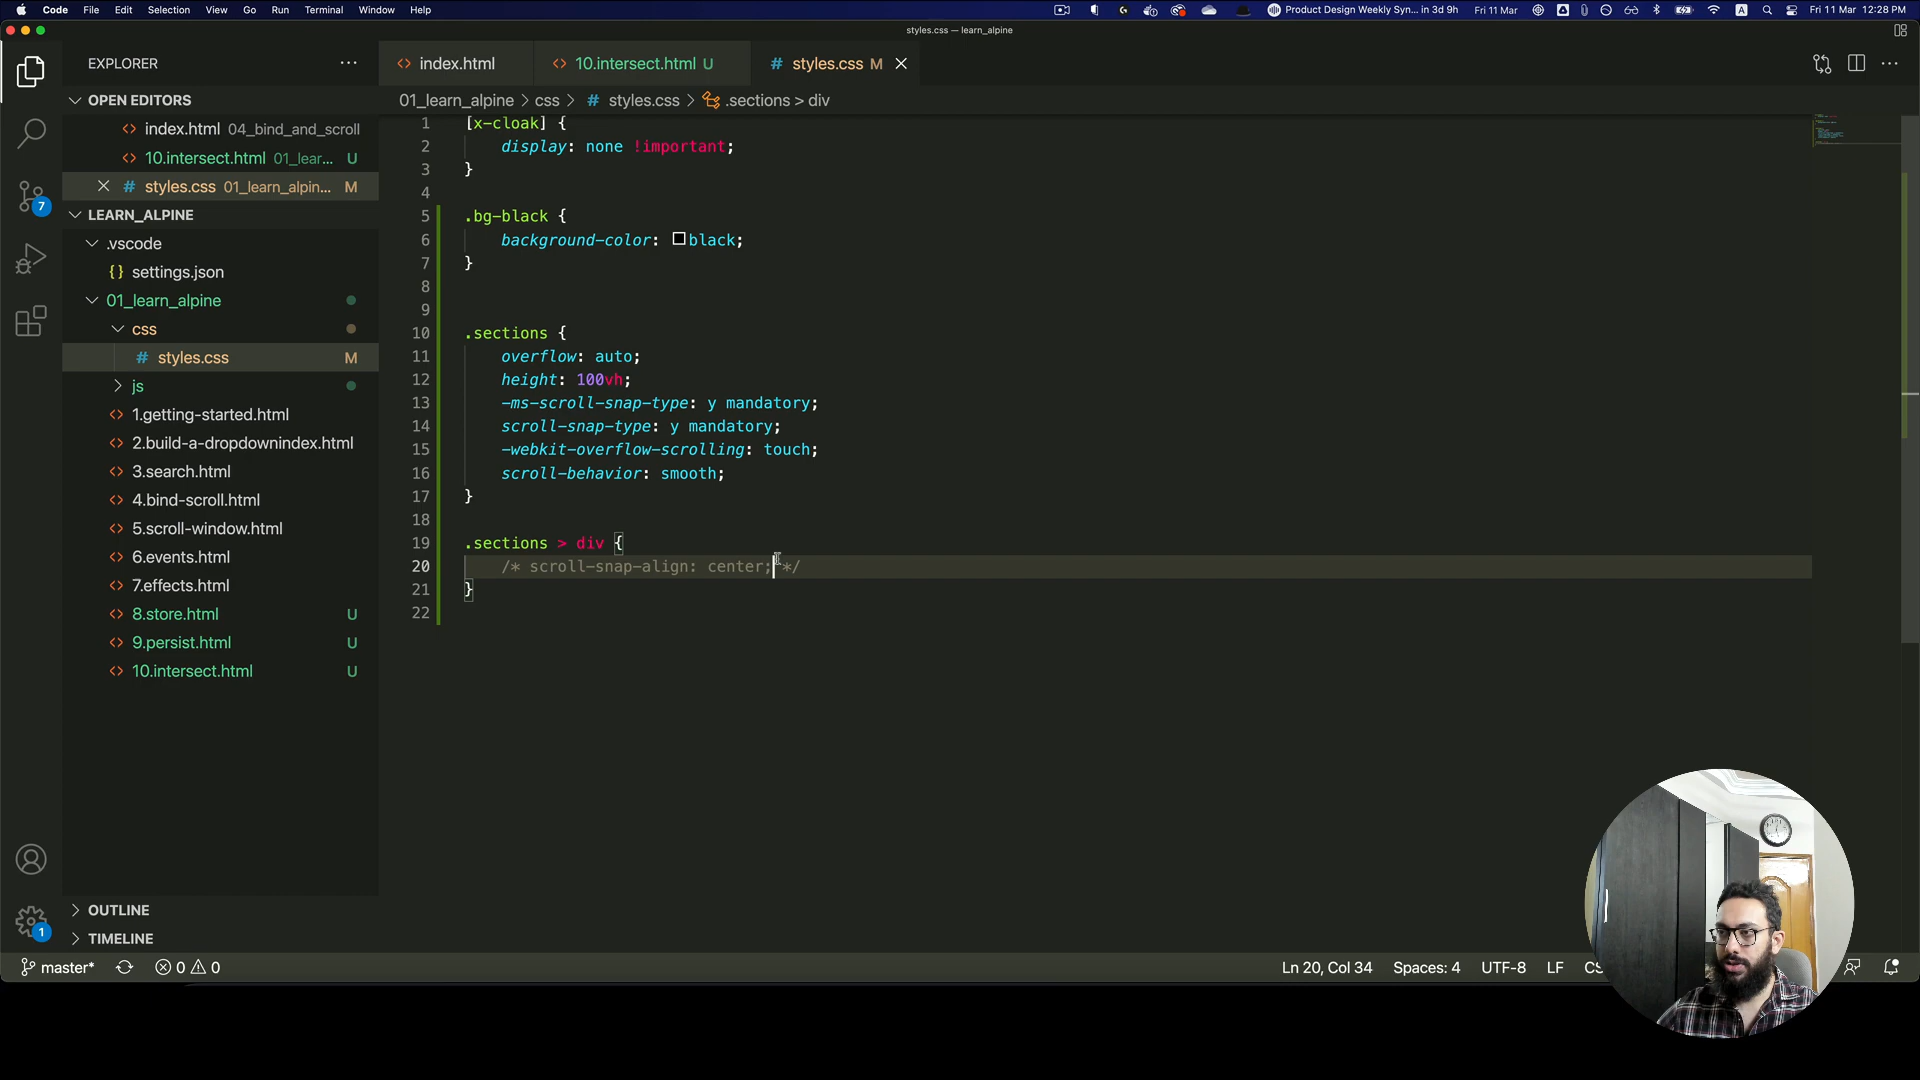 Code File Edit Selection View Go Run Terminal Window Help
Product Design Weekly Syn... in 3d 9h Fri 11 Mar A Fri 11 Mar 12:28 PM
styles.css — learn_alpine
EXPLORER
index.html
10.intersect.html U
styles.css M
OPEN EDITORS
index.html 04_bind_and_scroll
10.intersect.html 01_lear... U
styles.css 01_learn_alpin... M
LEARN_ALPINE
.vscode
{} settings.json
01_learn_alpine
css
# styles.css M
js
1.getting-started.html
2.build-a-dropdownindex.html
3.search.html
4.bind-scroll.html
5.scroll-window.html
6.events.html
7.effects.html
8.store.html U
9.persist.html U
10.intersect.html U
OUTLINE
TIMELINE
7
1
01_learn_alpine > css > # styles.css > .sections > div
1 [x-cloak] {
2 display: none !important;
3 }
4
5 .bg-black {
6 background-color: black;
7 }
8
9
10 .sections {
11 overflow: auto;
12 height: 100vh;
13 -ms-scroll-snap-type: y mandatory;
14 scroll-snap-type: y mandatory;
15 -webkit-overflow-scrolling: touch;
16 scroll-behavior: smooth;
17 }
18
19 .sections > div {
20 /* scroll-snap-align: center; */
21 }
22
master* 0 0
Ln 20, Col 34 Spaces: 4 UTF-8 LF CS